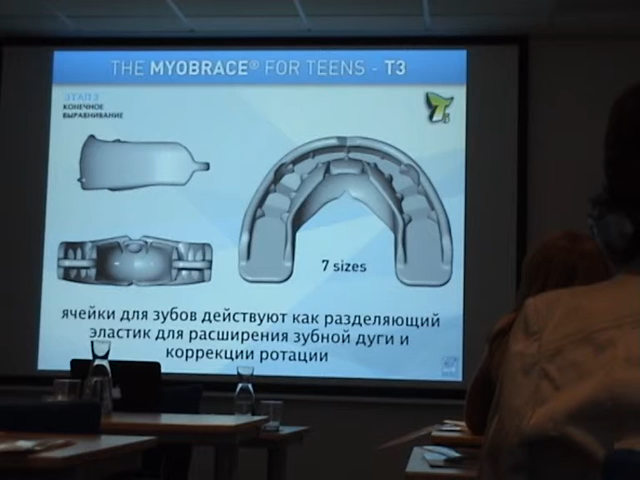 THE MYOBRACE® FOR TEENS - T3
ЭТАП 3
КОНЕЧНОЕ
ВЫРАВНИВАНИЕ
7 sizes
ячейки для зубов действуют как разделяющий
эластик для расширения зубной дуги и
коррекции ротации